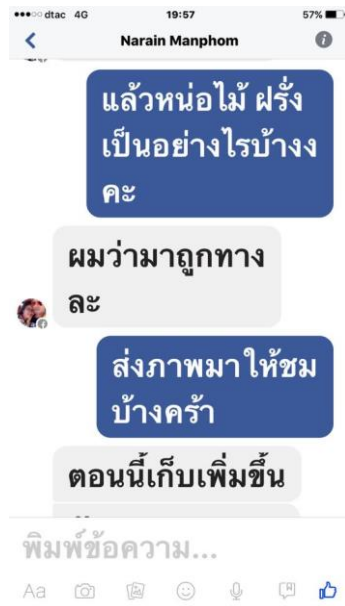 dtac 4G 19:57 57%
Narain Manphom
แล้วหน่อไม้ ฝรั่ง
เป็นอย่างไรบ้างง
คะ
ผมว่ามาถูกทาง
ละ
ส่งภาพมาให้ชม
บ้างคร้า
ตอนนี้เก็บเพิ่มขึ้น
พิมพ์ข้อความ...
Aa